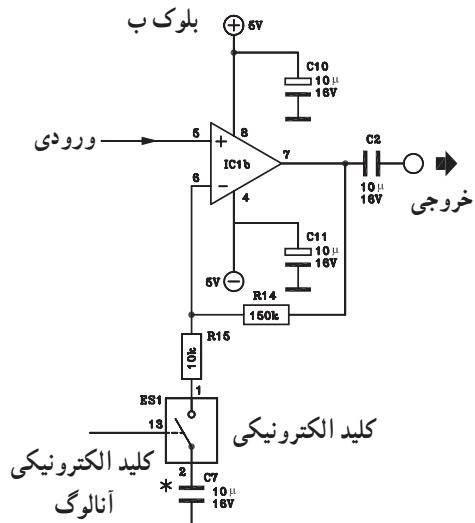 بلوک ب
5V
C10
10μ
16V
ورودی
5
8
IC1b
7
6
4
C2
10μ
16V
خروجی
C11
10μ
16V
5V
R14
150k
R15
10k
1
ES1
13
2
کلید الکترونیکی
کلید الکترونیکی
آنالوگ
* C7
10μ
16V